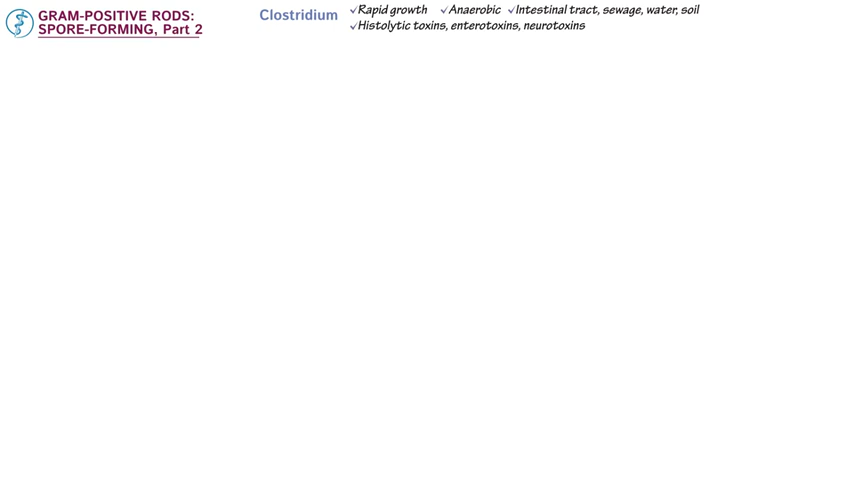 GRAM-POSITIVE RODS:
SPORE-FORMING, Part 2
Clostridium
✓Rapid growth ✓Anaerobic ✓Intestinal tract, sewage, water, soil
✓Histolytic toxins, enterotoxins, neurotoxins